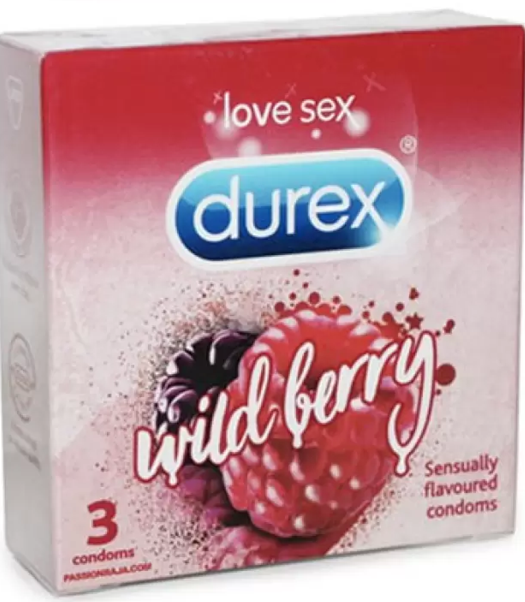 love sex
durex
®
wild berry
Sensually
flavoured
condoms
3
condoms
PASSIONRAJA.COM